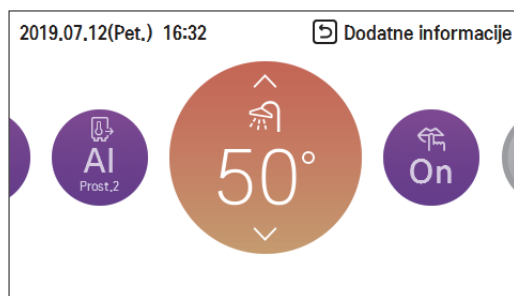 2019.07.12(Pet.) 16:32
Dodatne informacije
AI
Prost.2
50°
On